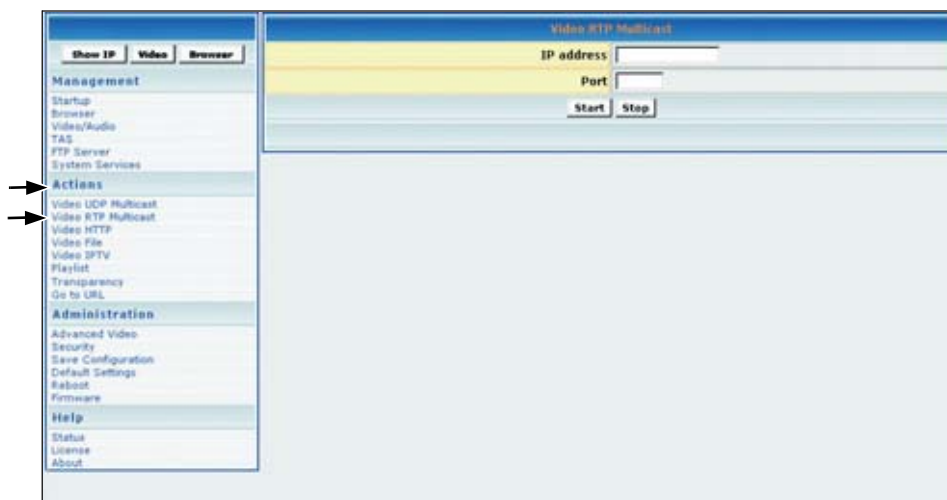 Show IP Video Browser
Management
Startup
Browser
Video/Audio
TAS
FTP Server
System Services
Actions
Video UDP Multicast
Video RTP Multicast
Video HTTP
Video File
Video IPTV
Playlist
Transparency
Go to URL
Administration
Advanced Video
Security
Save Configuration
Default Settings
Reboot
Firmware
Help
Status
License
About
Video RTP Multicast
IP address
Port
Start Stop